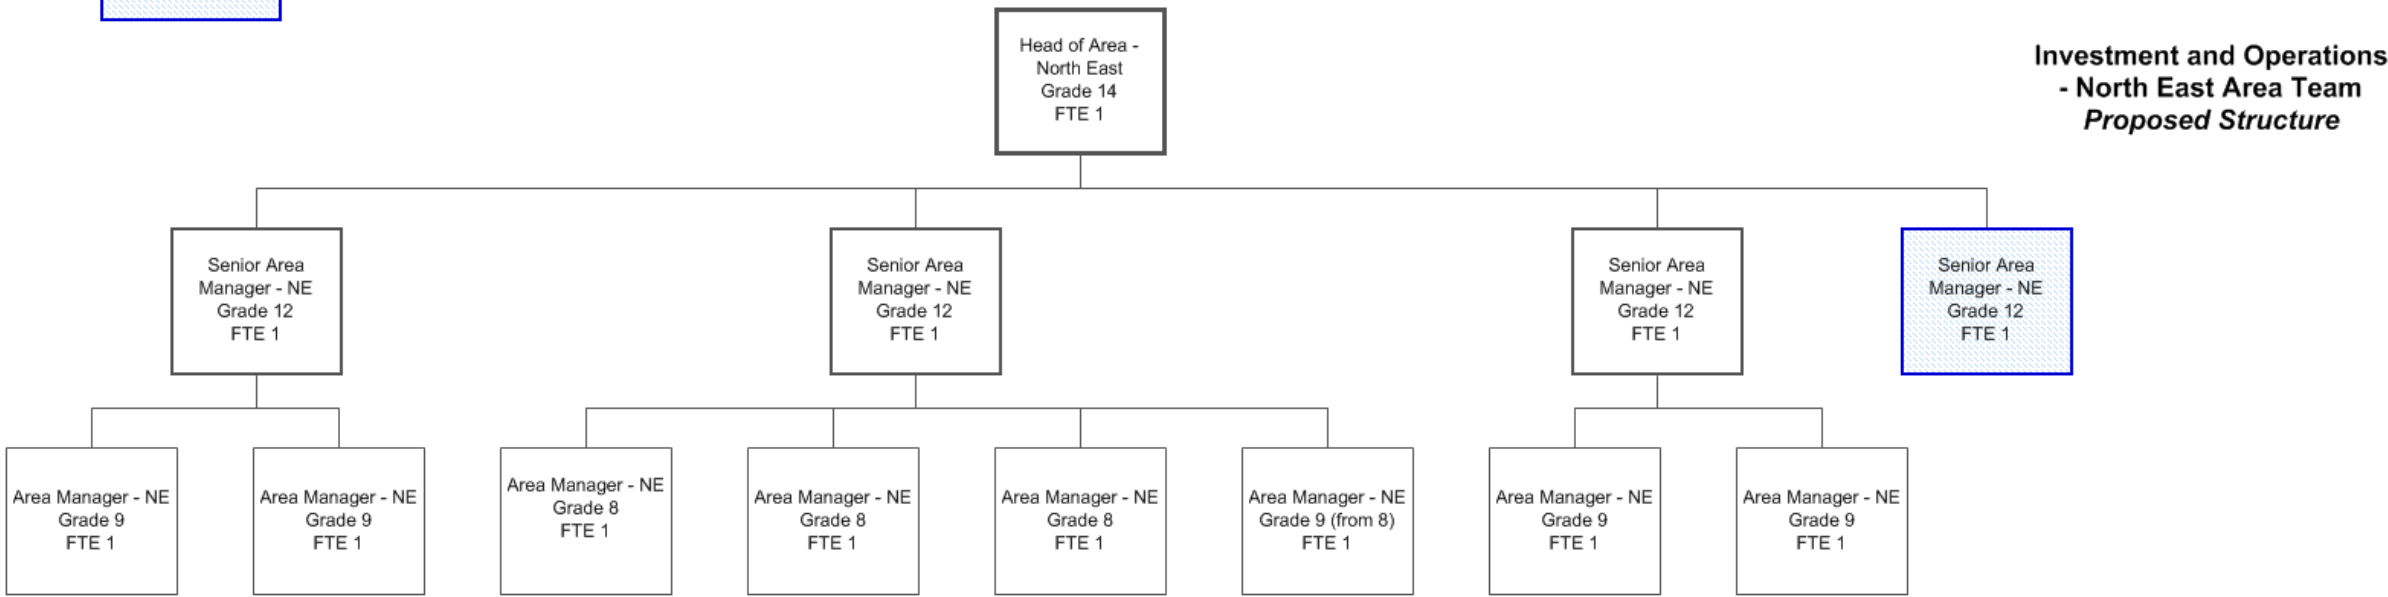 Head of Area -
North East
Grade 14
FTE 1
Investment and Operations
- North East Area Team
Proposed Structure
Senior Area
Manager - NE
Grade 12
FTE 1
Senior Area
Manager - NE
Grade 12
FTE 1
Senior Area
Manager - NE
Grade 12
FTE 1
Senior Area
Manager - NE
Grade 12
FTE 1
Area Manager - NE
Grade 9
FTE 1
Area Manager - NE
Grade 9
FTE 1
Area Manager - NE
Grade 8
FTE 1
Area Manager - NE
Grade 8
FTE 1
Area Manager - NE
Grade 8
FTE 1
Area Manager - NE
Grade 9 (from 8)
FTE 1
Area Manager - NE
Grade 9
FTE 1
Area Manager - NE
Grade 9
FTE 1